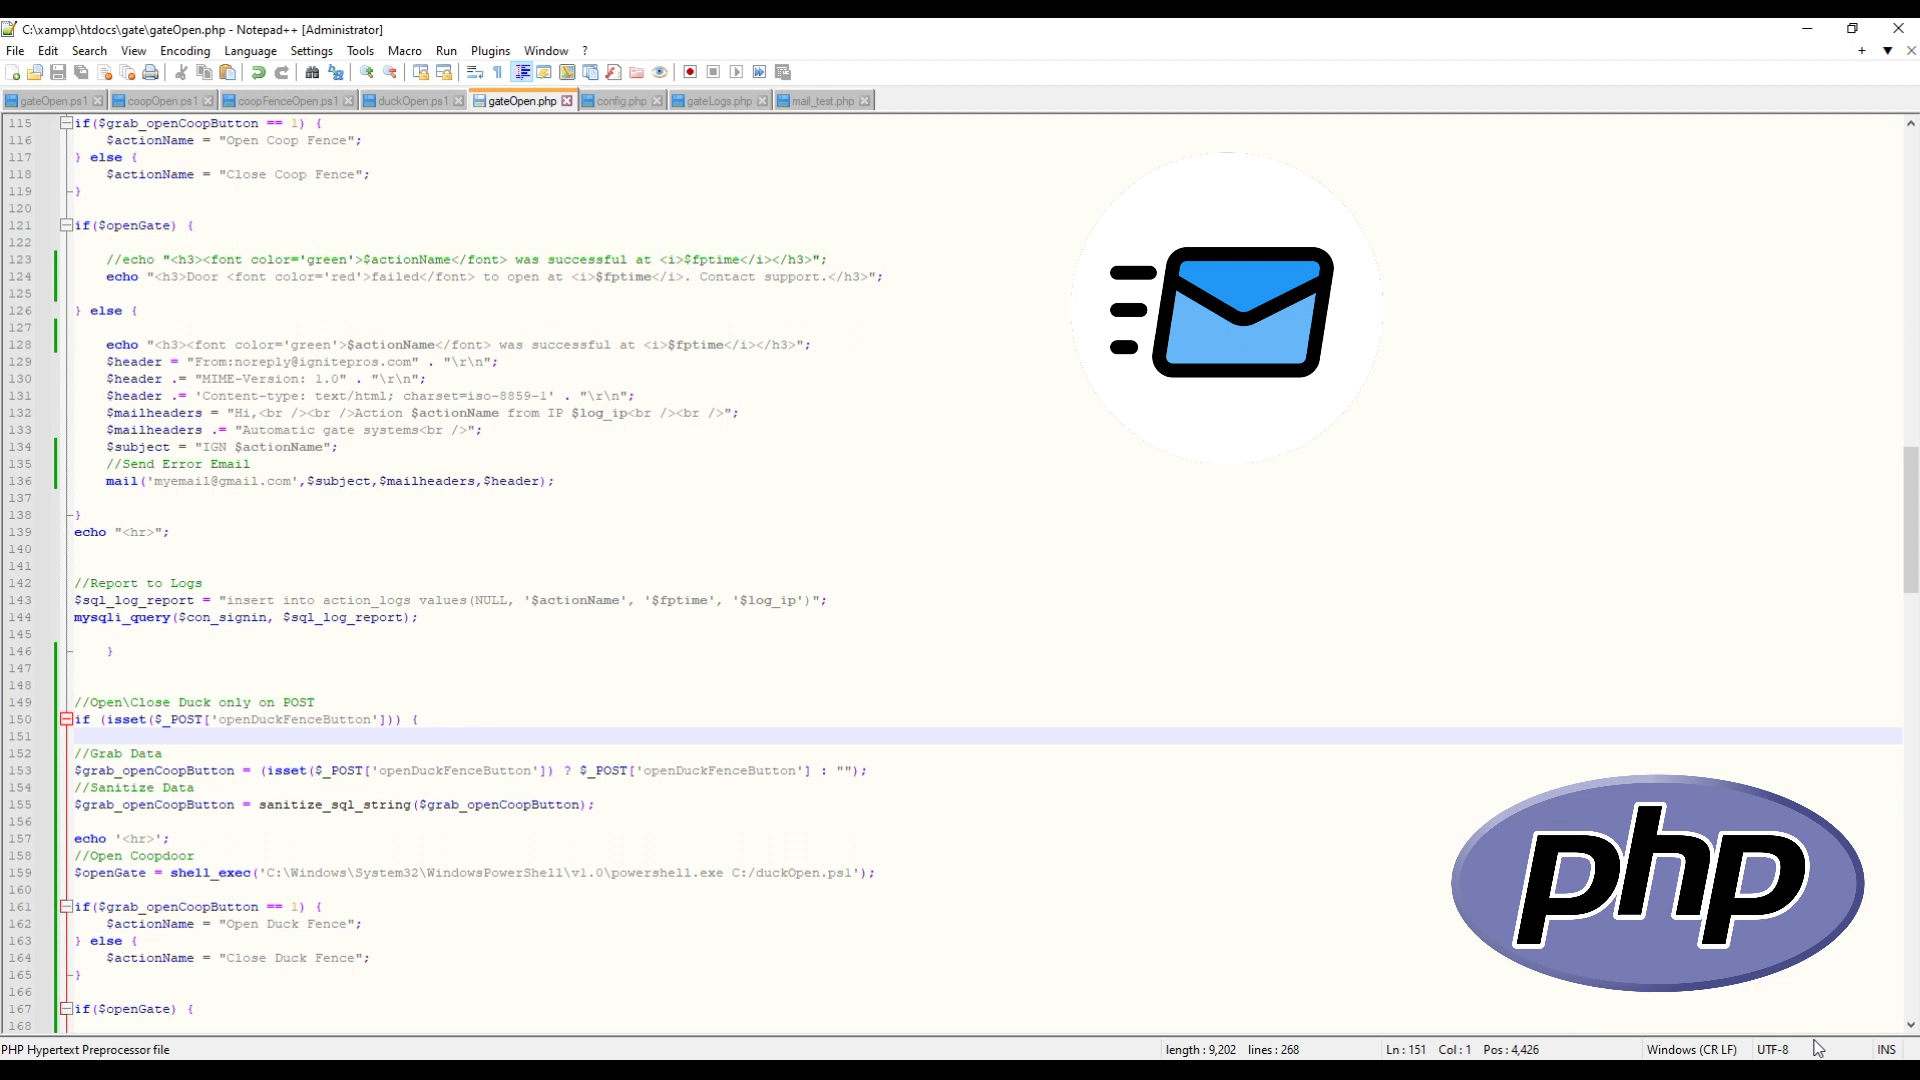 C:\xampp\htdocs\gate\gateOpen.php - Notepad++ [Administrator]
File Edit Search View Encoding Language Settings Tools Macro Run Plugins Window ?
gateOpen.ps1 coopOpen.ps1 coopFenceOpen.ps1 duckOpen.ps1 gateOpen.php config.php gateLogs.php mail_test.php
115 if($grab_openCoopButton == 1) {
116 $actionName = "Open Coop Fence";
117 } else {
118 $actionName = "Close Coop Fence";
119 }
120
121 if($openGate) {
122
123 //echo "<h3><font color='green'>$actionName</font> was successful at <i>$fptime</i></h3>";
124 echo "<h3>Door <font color='red'>failed</font> to open at <i>$fptime</i>. Contact support.</h3>";
125
126 } else {
127
128 echo "<h3><font color='green'>$actionName</font> was successful at <i>$fptime</i></h3>";
129 $header = "From:noreply@ignitepros.com" . "\r\n";
130 $header .= "MIME-Version: 1.0" . "\r\n";
131 $header .= 'Content-type: text/html; charset=iso-8859-1' . "\r\n";
132 $mailheaders = "Hi,<br /><br />Action $actionName from IP $log_ip<br /><br />";
133 $mailheaders .= "Automatic gate systems<br />";
134 $subject = "IGN $actionName";
135 //Send Error Email
136 mail('myemail@gmail.com',$subject,$mailheaders,$header);
137
138 }
139 echo "<hr>";
140
141
142 //Report to Logs
143 $sql_log_report = "insert into action_logs values(NULL, '$actionName', '$fptime', '$log_ip')";
144 mysqli_query($con_signin, $sql_log_report);
145
146 }
147
148
149 //Open\Close Duck only on POST
150 if (isset($_POST['openDuckFenceButton'])) {
151
152 //Grab Data
153 $grab_openCoopButton = (isset($_POST['openDuckFenceButton']) ? $_POST['openDuckFenceButton'] : "");
154 //Sanitize Data
155 $grab_openCoopButton = sanitize_sql_string($grab_openCoopButton);
156
157 echo '<hr>';
158 //Open Coopdoor
159 $openGate = shell_exec('C:\Windows\System32\WindowsPowerShell\v1.0\powershell.exe C:/duckOpen.ps1');
160
161 if($grab_openCoopButton == 1) {
162 $actionName = "Open Duck Fence";
163 } else {
164 $actionName = "Close Duck Fence";
165 }
166
167 if($openGate) {
168
php
PHP Hypertext Preprocessor file length : 9,202 lines : 268 Ln : 151 Col : 1 Pos : 4,426 Windows (CR LF) UTF-8 INS